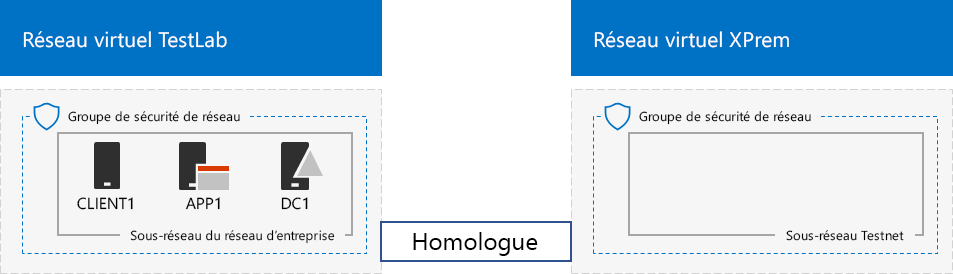 Réseau virtuel TestLab
Groupe de sécurité de réseau
CLIENT1
APP1
DC1
Sous-réseau du réseau d'entreprise
Homologue
Réseau virtuel XPrem
Groupe de sécurité de réseau
Sous-réseau Testnet